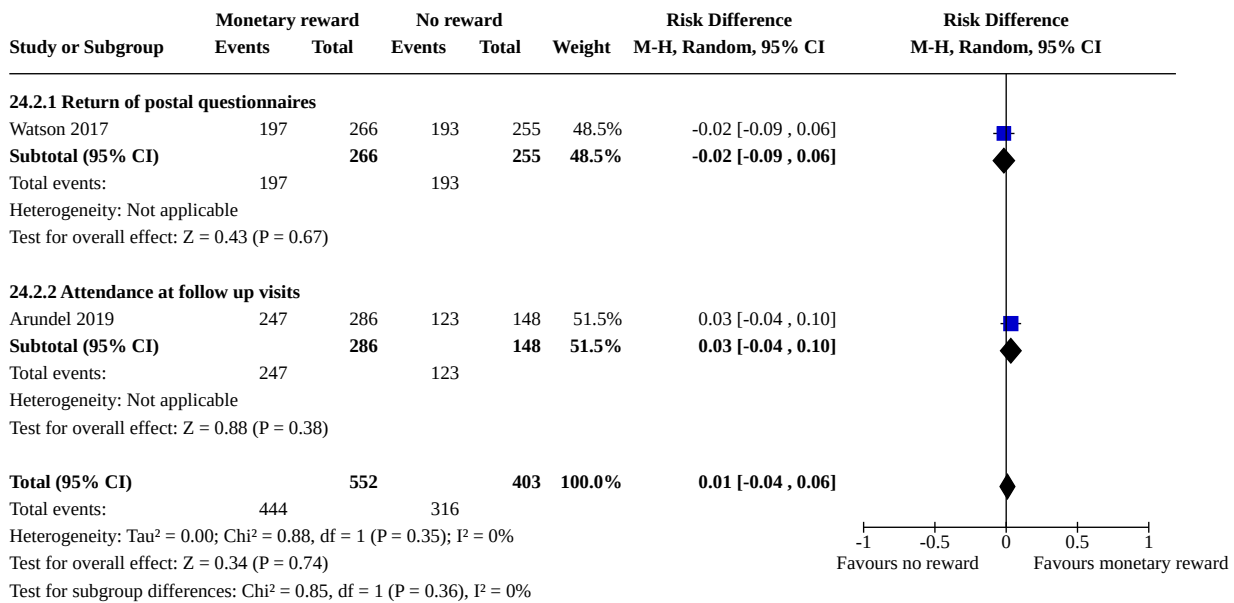 Monetary reward No reward Risk Difference Risk Difference
Study or Subgroup Events Total Events Total Weight M-H, Random, 95% CI M-H, Random, 95% CI
24.2.1 Return of postal questionnaires
Watson 2017 197 266 193 255 48.5% -0.02 [-0.09 , 0.06]
Subtotal (95% CI) 266 255 48.5% -0.02 [-0.09 , 0.06]
Total events: 197 193
Heterogeneity: Not applicable
Test for overall effect: Z = 0.43 (P = 0.67)
24.2.2 Attendance at follow up visits
Arundel 2019 247 286 123 148 51.5% 0.03 [-0.04 , 0.10]
Subtotal (95% CI) 286 148 51.5% 0.03 [-0.04 , 0.10]
Total events: 247 123
Heterogeneity: Not applicable
Test for overall effect: Z = 0.88 (P = 0.38)
Total (95% CI) 552 403 100.0% 0.01 [-0.04 , 0.06]
Total events: 444 316
Heterogeneity: Tau² = 0.00; Chi² = 0.88, df = 1 (P = 0.35); I² = 0%
-1 -0.5 0 0.5 1
Test for overall effect: Z = 0.34 (P = 0.74)
Favours no reward Favours monetary reward
Test for subgroup differences: Chi² = 0.85, df = 1 (P = 0.36), I² = 0%